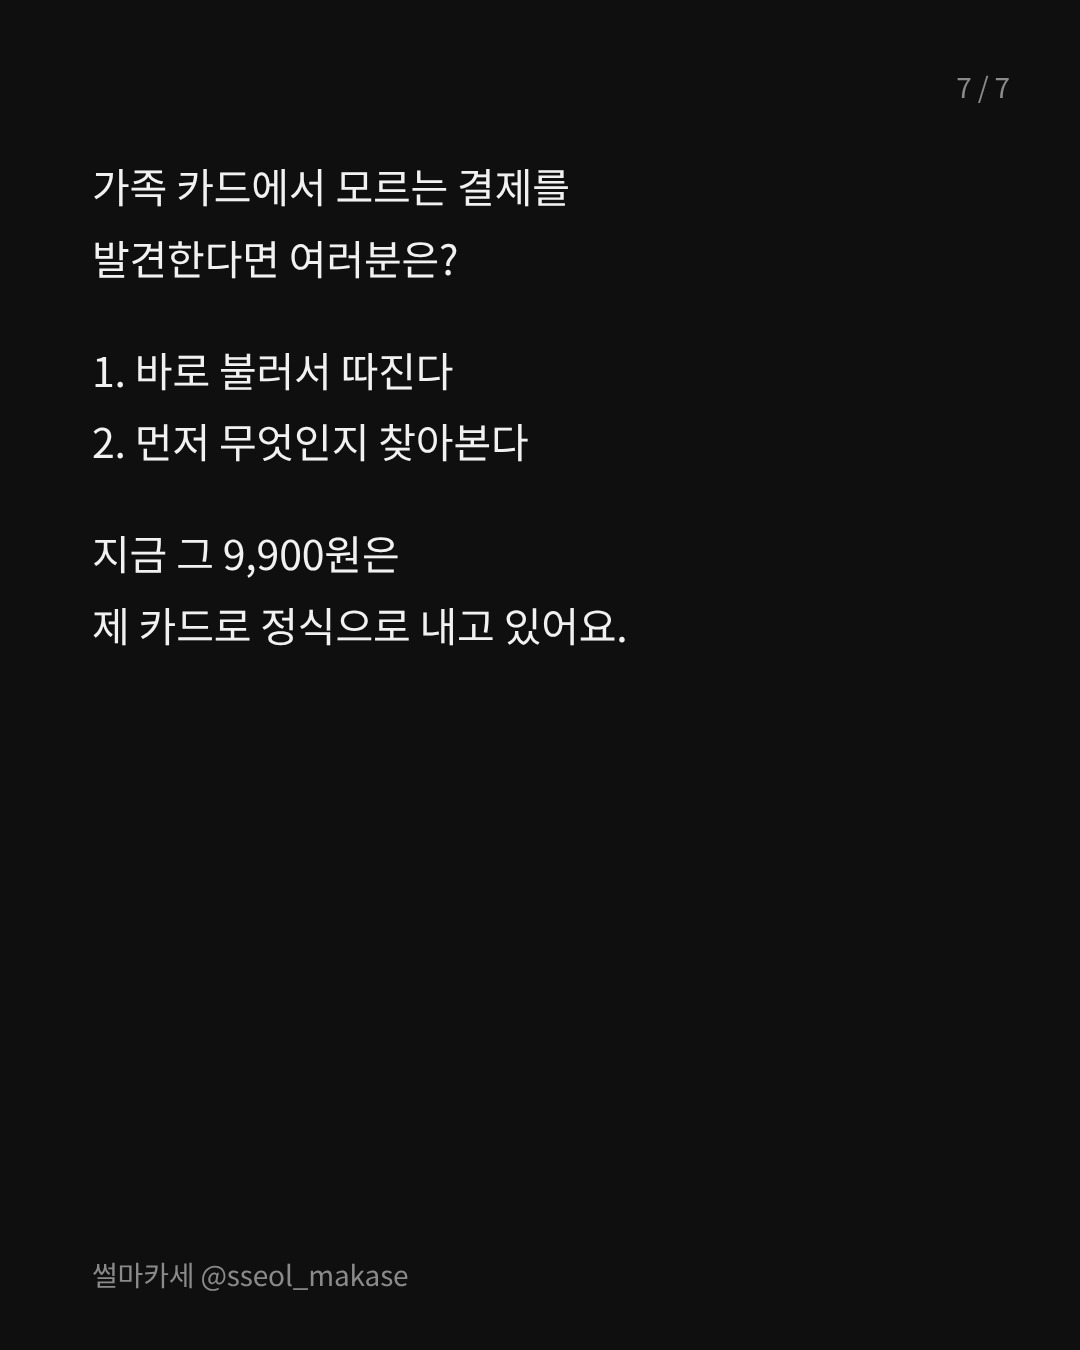 7 / 7
가족 카드에서 모르는 결제를
발견한다면 여러분은?
1. 바로 불러서 따진다
2. 먼저 무엇인지 찾아본다
지금 그 9,900원은
제 카드로 정식으로 내고 있어요.
썰마카세 @sseol_makase